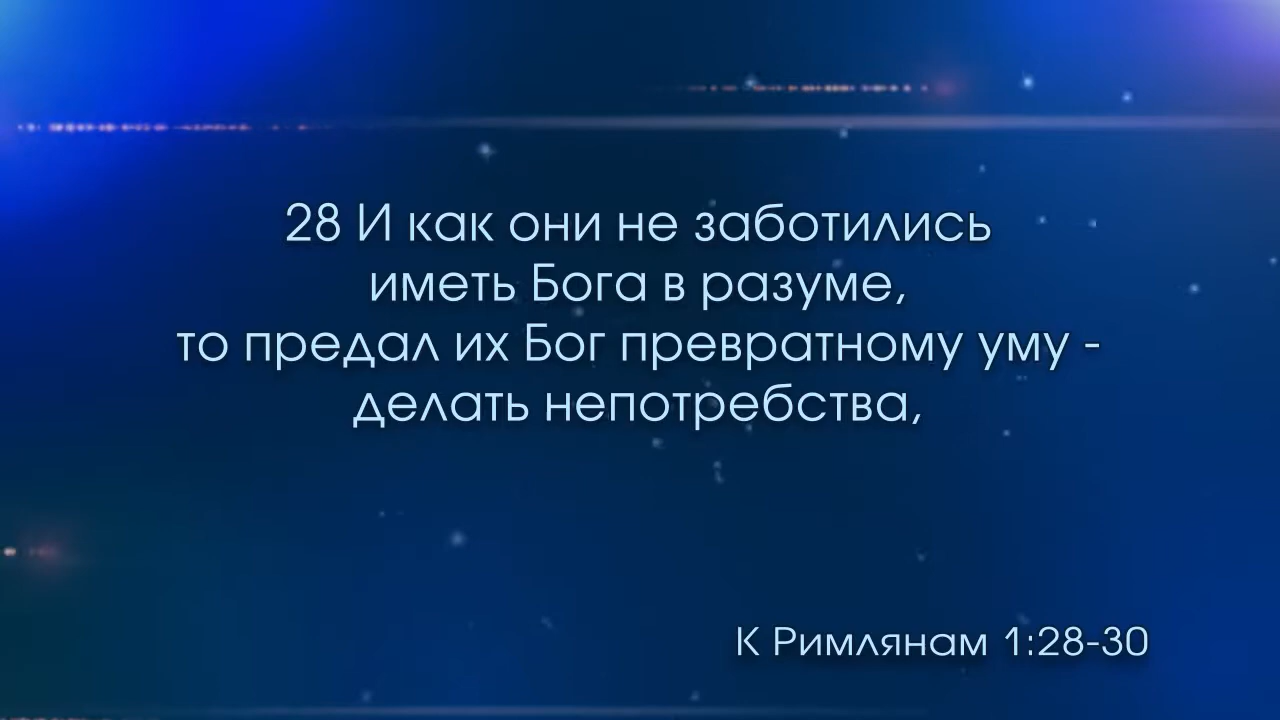 28 И как они не заботились
иметь Бога в разуме,
то предал их Бог превратному уму -
делать непотребства,
К Римлянам 1:28-30